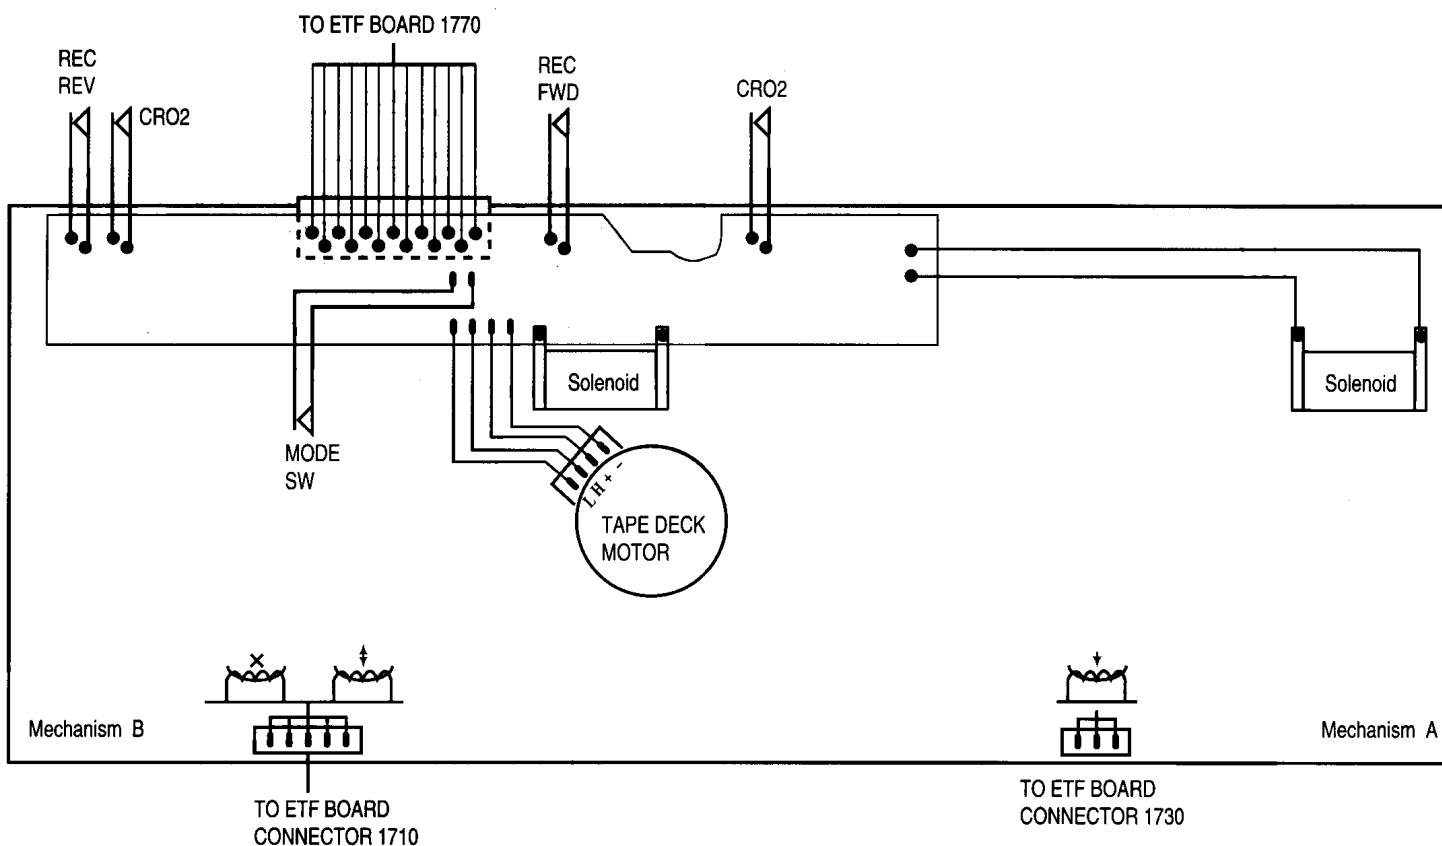 TO ETF BOARD 1770
REC
REV
CRO2
REC
FWD
CRO2
Solenoid
Solenoid
MODE
SW
L H + -
TAPE DECK
MOTOR
Mechanism B
Mechanism A
TO ETF BOARD
CONNECTOR 1710
TO ETF BOARD
CONNECTOR 1730